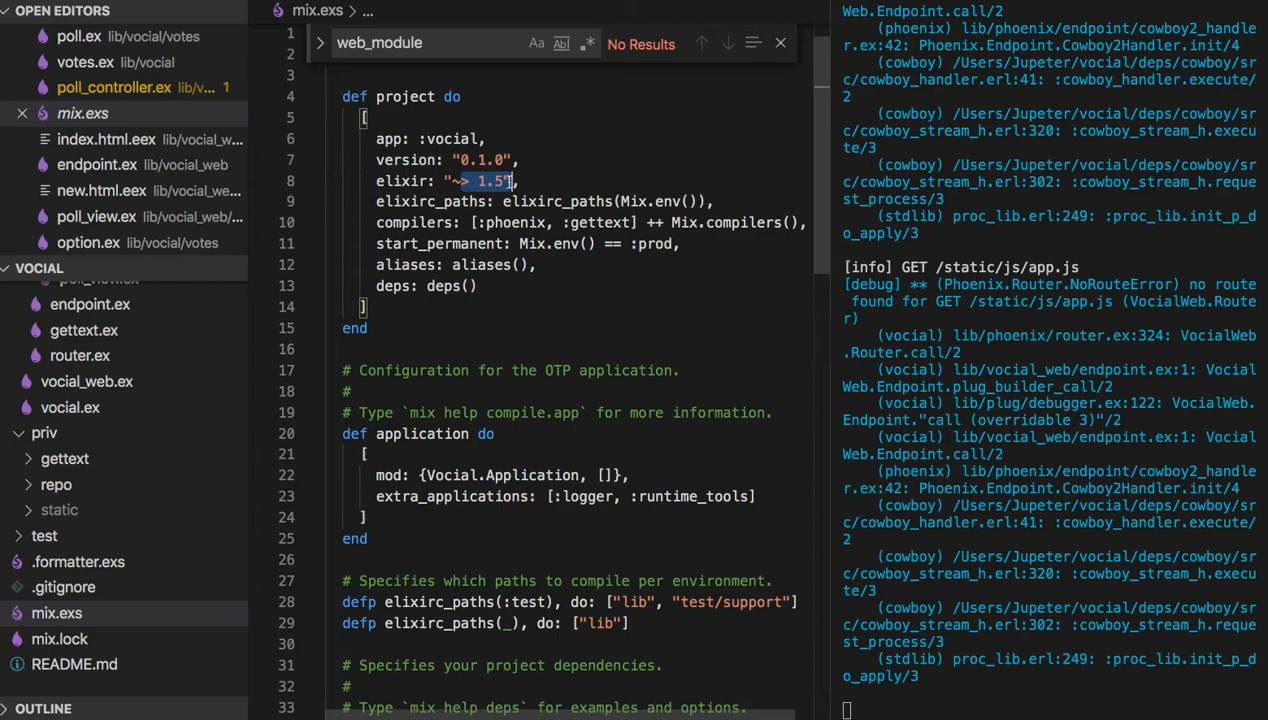 OPEN EDITORS
poll.ex lib/vocial/votes
votes.ex lib/vocial
poll_controller.ex lib/v... 1
mix.exs
index.html.eex lib/vocial_w...
endpoint.ex lib/vocial_web
new.html.eex lib/vocial_web...
poll_view.ex lib/vocial_web/...
option.ex lib/vocial/votes
VOCIAL
poll_view.ex
endpoint.ex
gettext.ex
router.ex
vocial_web.ex
vocial.ex
priv
gettext
repo
static
test
.formatter.exs
.gitignore
mix.exs
mix.lock
README.md
OUTLINE
mix.exs > ...
web_module
Aa Abl .* No Results
1
2
3
4 def project do
5 [
6 app: :vocial,
7 version: "0.1.0",
8 elixir: "~> 1.5",
9 elixirc_paths: elixirc_paths(Mix.env()),
10 compilers: [:phoenix, :gettext] ++ Mix.compilers(),
11 start_permanent: Mix.env() == :prod,
12 aliases: aliases(),
13 deps: deps()
14 ]
15 end
16
17 # Configuration for the OTP application.
18 #
19 # Type `mix help compile.app` for more information.
20 def application do
21 [
22 mod: {Vocial.Application, []},
23 extra_applications: [:logger, :runtime_tools]
24 ]
25 end
26
27 # Specifies which paths to compile per environment.
28 defp elixirc_paths(:test), do: ["lib", "test/support"]
29 defp elixirc_paths(_), do: ["lib"]
30
31 # Specifies your project dependencies.
32 #
33 # Type `mix help deps` for examples and options.
Web.Endpoint.call/2
(phoenix) lib/phoenix/endpoint/cowboy2_handle
r.ex:42: Phoenix.Endpoint.Cowboy2Handler.init/4
(cowboy) /Users/Jupeter/vocial/deps/cowboy/sr
c/cowboy_handler.erl:41: :cowboy_handler.execute/
2
(cowboy) /Users/Jupeter/vocial/deps/cowboy/sr
c/cowboy_stream_h.erl:320: :cowboy_stream_h.execu
te/3
(cowboy) /Users/Jupeter/vocial/deps/cowboy/sr
c/cowboy_stream_h.erl:302: :cowboy_stream_h.reque
st_process/3
(stdlib) proc_lib.erl:249: :proc_lib.init_p_d
o_apply/3
[info] GET /static/js/app.js
[debug] ** (Phoenix.Router.NoRouteError) no route
found for GET /static/js/app.js (VocialWeb.Route
r)
(vocial) lib/phoenix/router.ex:324: VocialWeb
.Router.call/2
(vocial) lib/vocial_web/endpoint.ex:1: Vocial
Web.Endpoint.plug_builder_call/2
(vocial) lib/plug/debugger.ex:122: VocialWeb.
Endpoint."call (overridable 3)"/2
(vocial) lib/vocial_web/endpoint.ex:1: Vocial
Web.Endpoint.call/2
(phoenix) lib/phoenix/endpoint/cowboy2_handle
r.ex:42: Phoenix.Endpoint.Cowboy2Handler.init/4
(cowboy) /Users/Jupeter/vocial/deps/cowboy/sr
c/cowboy_handler.erl:41: :cowboy_handler.execute/
2
(cowboy) /Users/Jupeter/vocial/deps/cowboy/sr
c/cowboy_stream_h.erl:320: :cowboy_stream_h.execu
te/3
(cowboy) /Users/Jupeter/vocial/deps/cowboy/sr
c/cowboy_stream_h.erl:302: :cowboy_stream_h.reque
st_process/3
(stdlib) proc_lib.erl:249: :proc_lib.init_p_d
o_apply/3